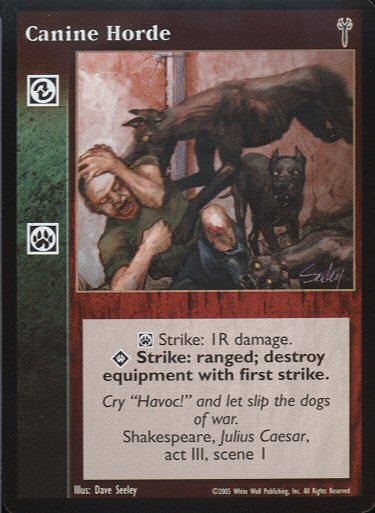 Canine Horde
Seeley
Strike: 1R damage.
Strike: ranged; destroy
equipment with first strike.
Cry “Havoc!” and let slip the dogs
of war.
Shakespeare, Julius Caesar,
act III, scene 1
Illus: Dave Seeley
©2005 White Wolf Publishing, Inc. All Rights Reserved